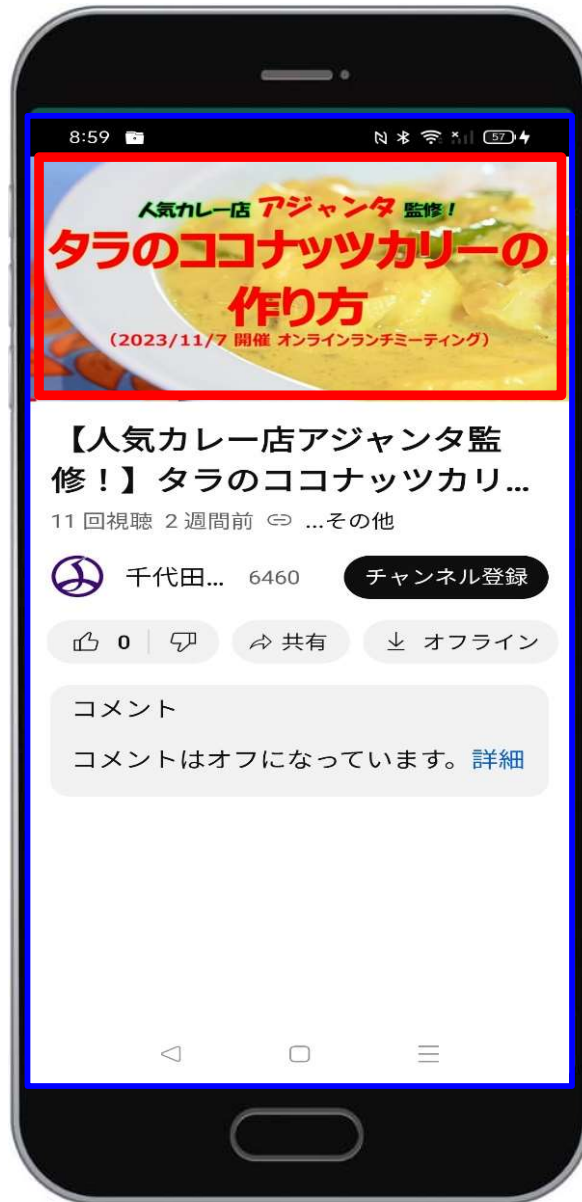 8:59
57
人気カレー店 アジャンタ 監修！
タラのココナッツカリーの
作り方
（2023/11/7 開催 オンラインランチミーティング）
【人気カレー店アジャンタ監
修！】タラのココナッツカリ...
11 回視聴 2 週間前 ...その他
千代田... 6460 チャンネル登録
0 共有 オフライン
コメント
コメントはオフになっています。詳細